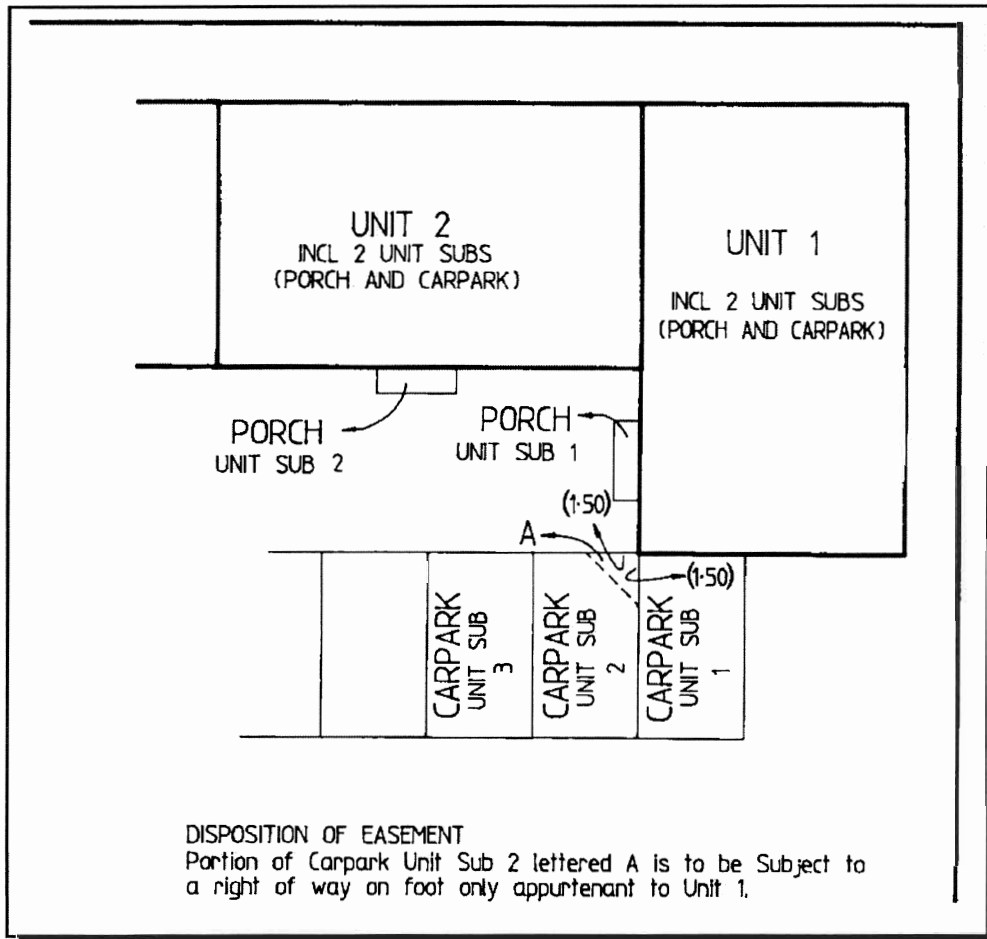 UNIT 2
INCL 2 UNIT SUBS
(PORCH AND CARPARK)
UNIT 1
INCL 2 UNIT SUBS
(PORCH AND CARPARK)
PORCH
UNIT SUB 2
PORCH
UNIT SUB 1
(1·50)
A
(1·50)
CARPARK
UNIT SUB
3
CARPARK
UNIT SUB
2
CARPARK
UNIT SUB
1
DISPOSITION OF EASEMENT
Portion of Carpark Unit Sub 2 lettered A is to be Subject to
a right of way on foot only appurtenant to Unit 1.